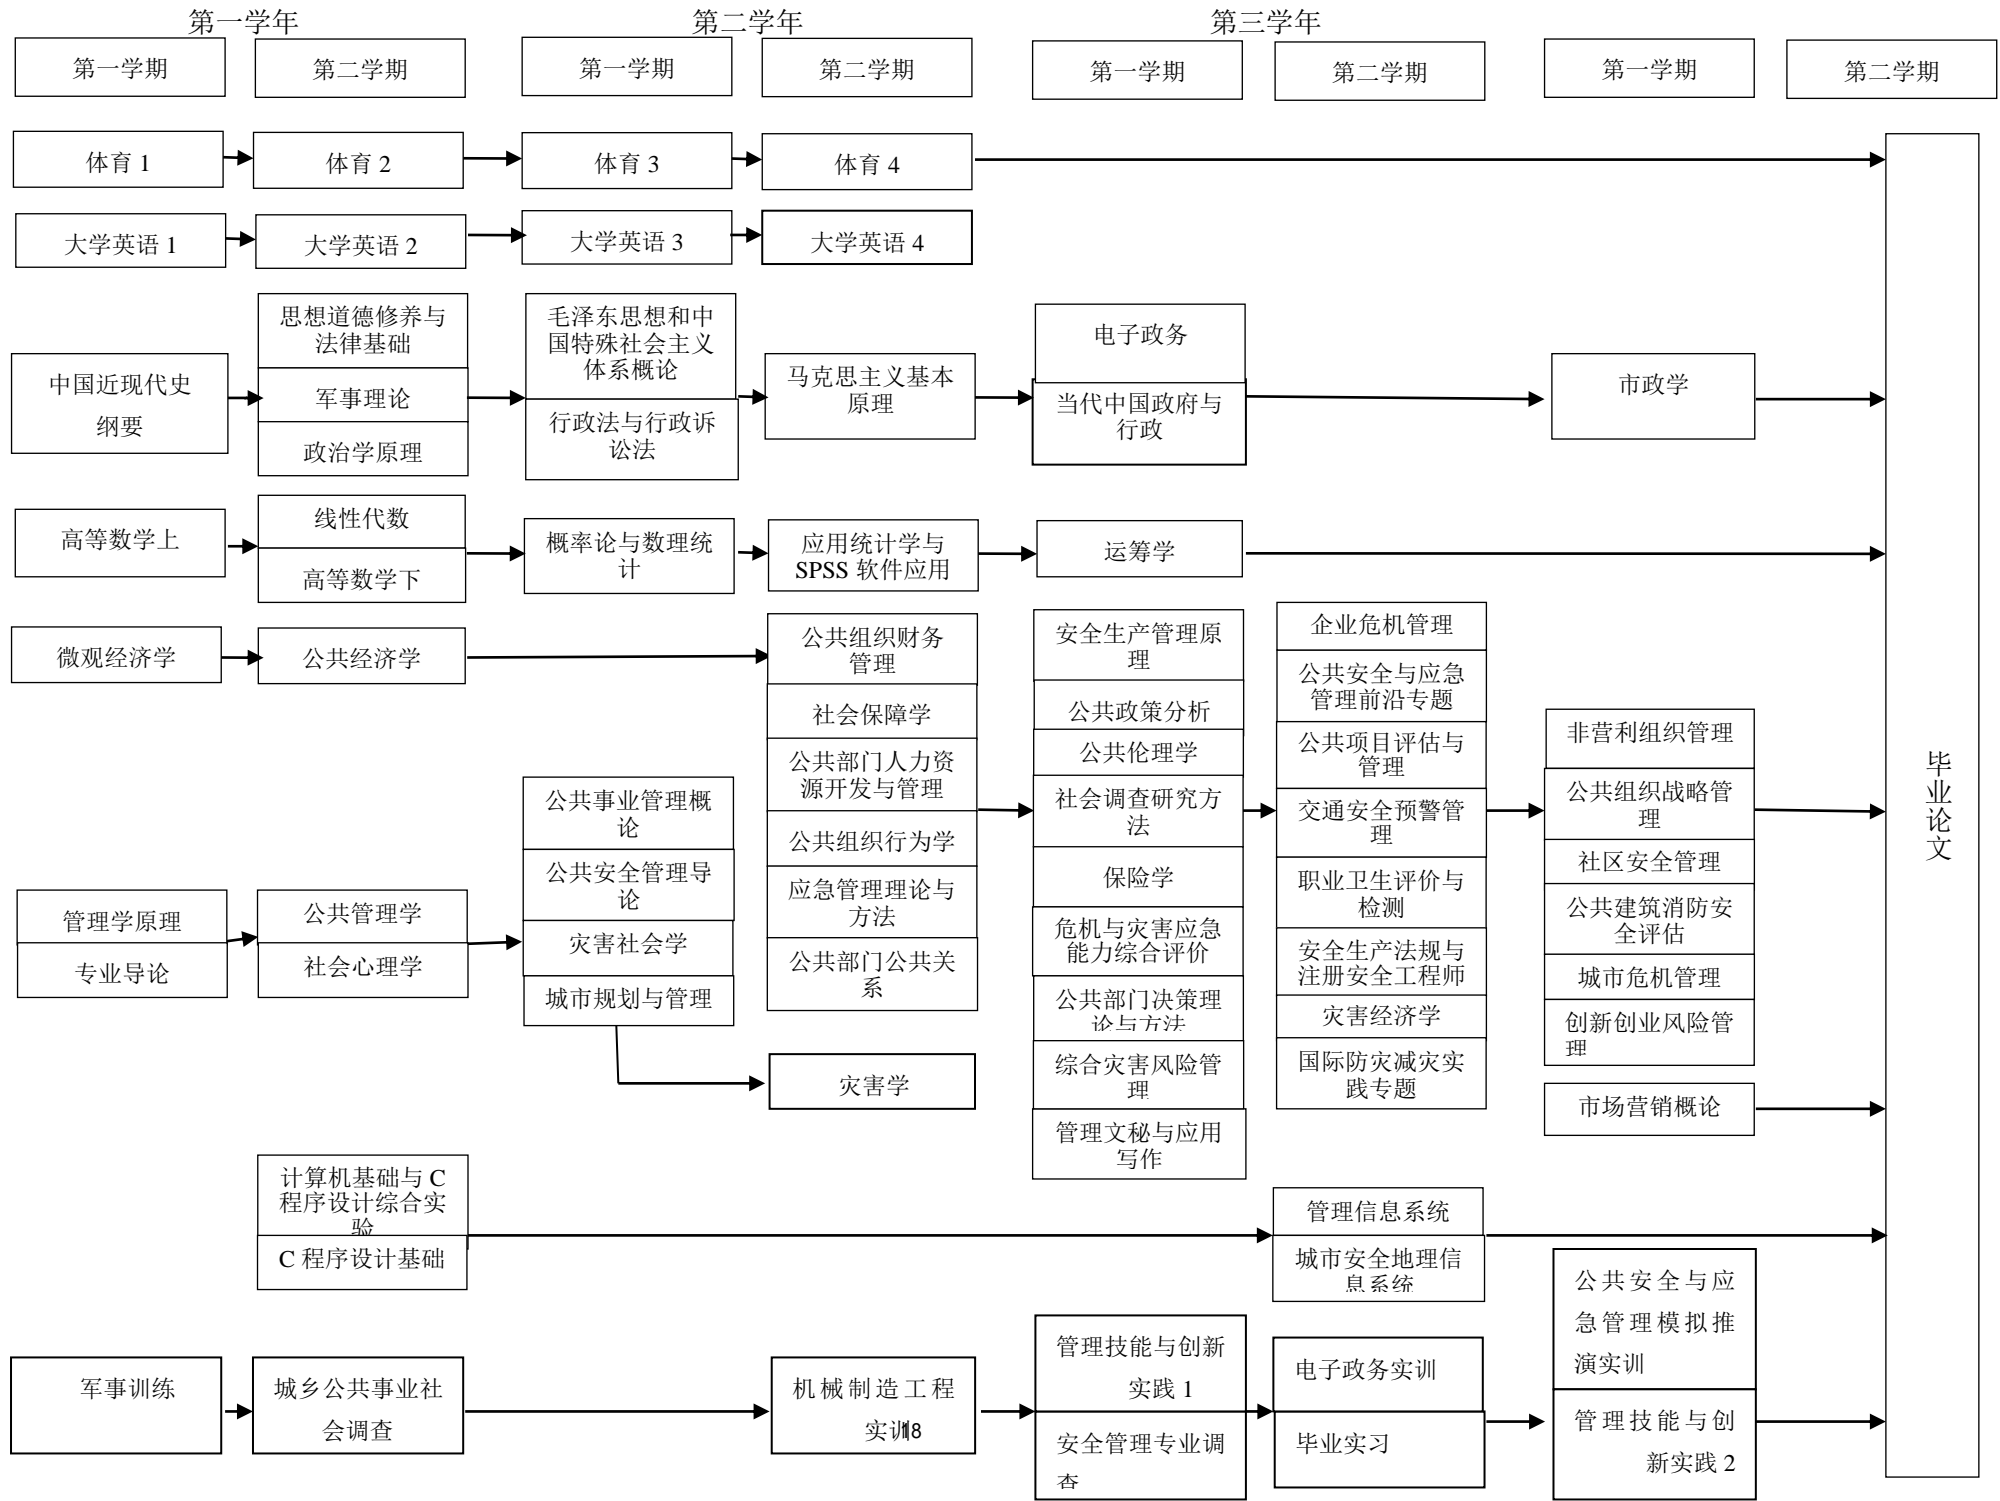 第一学年
第二学年
第三学年
第一学期
第二学期
第一学期
第二学期
第一学期
第二学期
第一学期
第二学期
体育 1
体育 2
体育 3
体育 4
大学英语 1
大学英语 2
大学英语 3
大学英语 4
中国近现代史
纲要
思想道德修养与
法律基础
军事理论
政治学原理
毛泽东思想和中
国特殊社会主义
体系概论
行政法与行政诉
讼法
马克思主义基本
原理
电子政务
当代中国政府与
行政
市政学
高等数学上
线性代数
高等数学下
概率论与数理统
计
应用统计学与
SPSS 软件应用
运筹学
微观经济学
公共经济学
公共组织财务
管理
社会保障学
公共部门人力资
源开发与管理
公共组织行为学
应急管理理论与
方法
公共部门公共关
系
安全生产管理原
理
公共政策分析
公共伦理学
社会调查研究方
法
保险学
危机与灾害应急
能力综合评价
公共部门决策理
论与方法
综合灾害风险管
理
管理文秘与应用
写作
企业危机管理
公共安全与应急
管理前沿专题
公共项目评估与
管理
交通安全预警管
理
职业卫生评价与
检测
安全生产法规与
注册安全工程师
灾害经济学
国际防灾减灾实
践专题
非营利组织管理
公共组织战略管
理
社区安全管理
公共建筑消防安
全评估
城市危机管理
创新创业风险管
理
市场营销概论
管理学原理
专业导论
公共管理学
社会心理学
公共事业管理概
论
公共安全管理导
论
灾害社会学
城市规划与管理
灾害学
计算机基础与 C
程序设计综合实
验
C 程序设计基础
管理信息系统
城市安全地理信
息系统
军事训练
城乡公共事业社
会调查
机械制造工程
实训
18
管理技能与创新
实践 1
安全管理专业调
查
电子政务实训
毕业实习
公共安全与应
急管理模拟推
演实训
管理技能与创
新实践 2
毕业论文